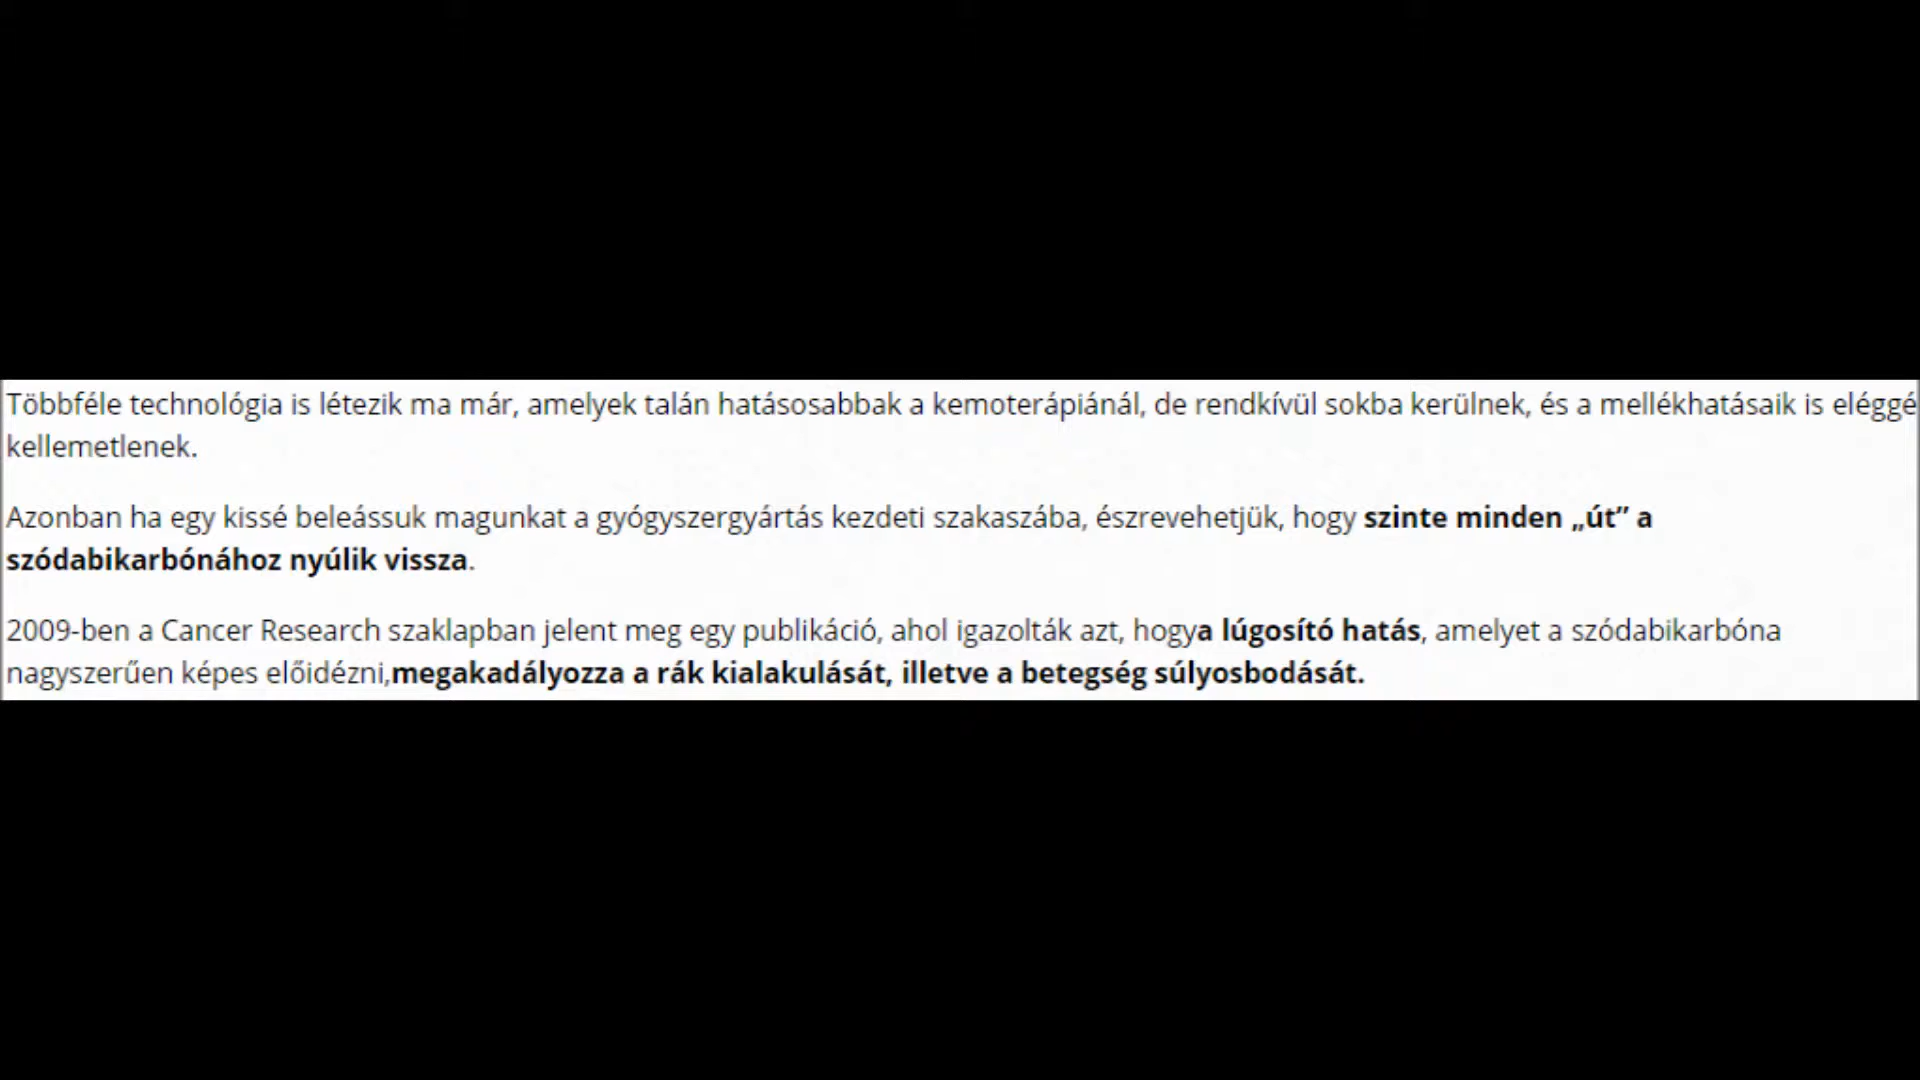 Többféle technológia is létezik ma már, amelyek talán hatásosabbak a kemoterápiánál, de rendkívül sokba kerülnek, és a mellékhatásaik is eléggé
kellemetlenek.
Azonban ha egy kissé beleássuk magunkat a gyógyszergyártás kezdeti szakaszába, észrevehetjük, hogy szinte minden „út” a
szódabikarbónához nyúlik vissza.
2009-ben a Cancer Research szaklapban jelent meg egy publikáció, ahol igazolták azt, hogya lúgosító hatás, amelyet a szódabikarbóna
nagyszerűen képes előidézni,megakadályozza a rák kialakulását, illetve a betegség súlyosbodását.